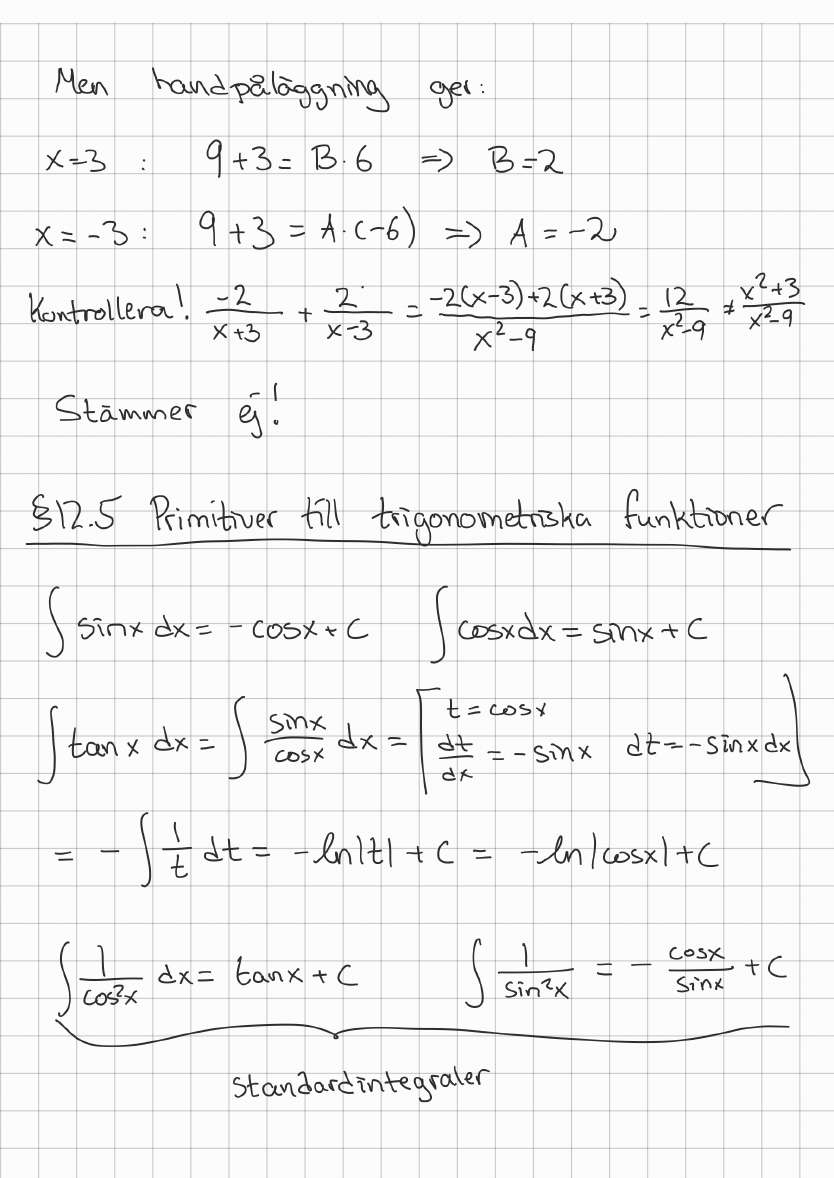 Men handpåläggning ger:
x=3 : 9+3 = B·6 ⇒ B=2
x=-3: 9+3 = A·(-6) ⇒ A=-2
Kontrollera! -2/(x+3) + 2/(x-3) = (-2(x-3)+2(x+3))/(x²-9) = 12/(x²-9) ≠ (x²+3)/(x²-9)
Stämmer ej!
§12.5 Primitiver till trigonometriska funktioner
∫ sinx dx = -cosx + C ∫ cosxdx = sinx + C
∫ tan x dx = ∫ sinx/cosx dx = [ t = cosx
dt/dx = -sinx dt = -sinx dx ]
= - ∫ 1/t dt = -ln|t| + C = -ln|cosx| + C
∫ 1/cos²x dx = tanx + C ∫ 1/sin²x = - cosx/sinx + C
Standardintegraler